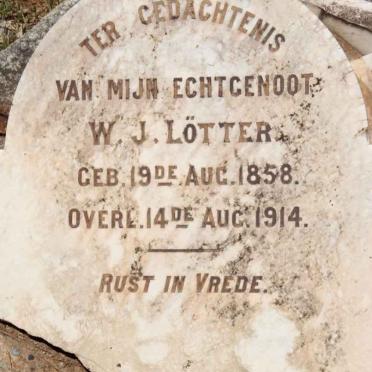 TER GEDACHTENIS
VAN MIJN ECHTGENOOT
W. J. LÖTTER.
GEB. 19DE AUG. 1858.
OVERL. 14DE AUG. 1914.
RUST IN VREDE.